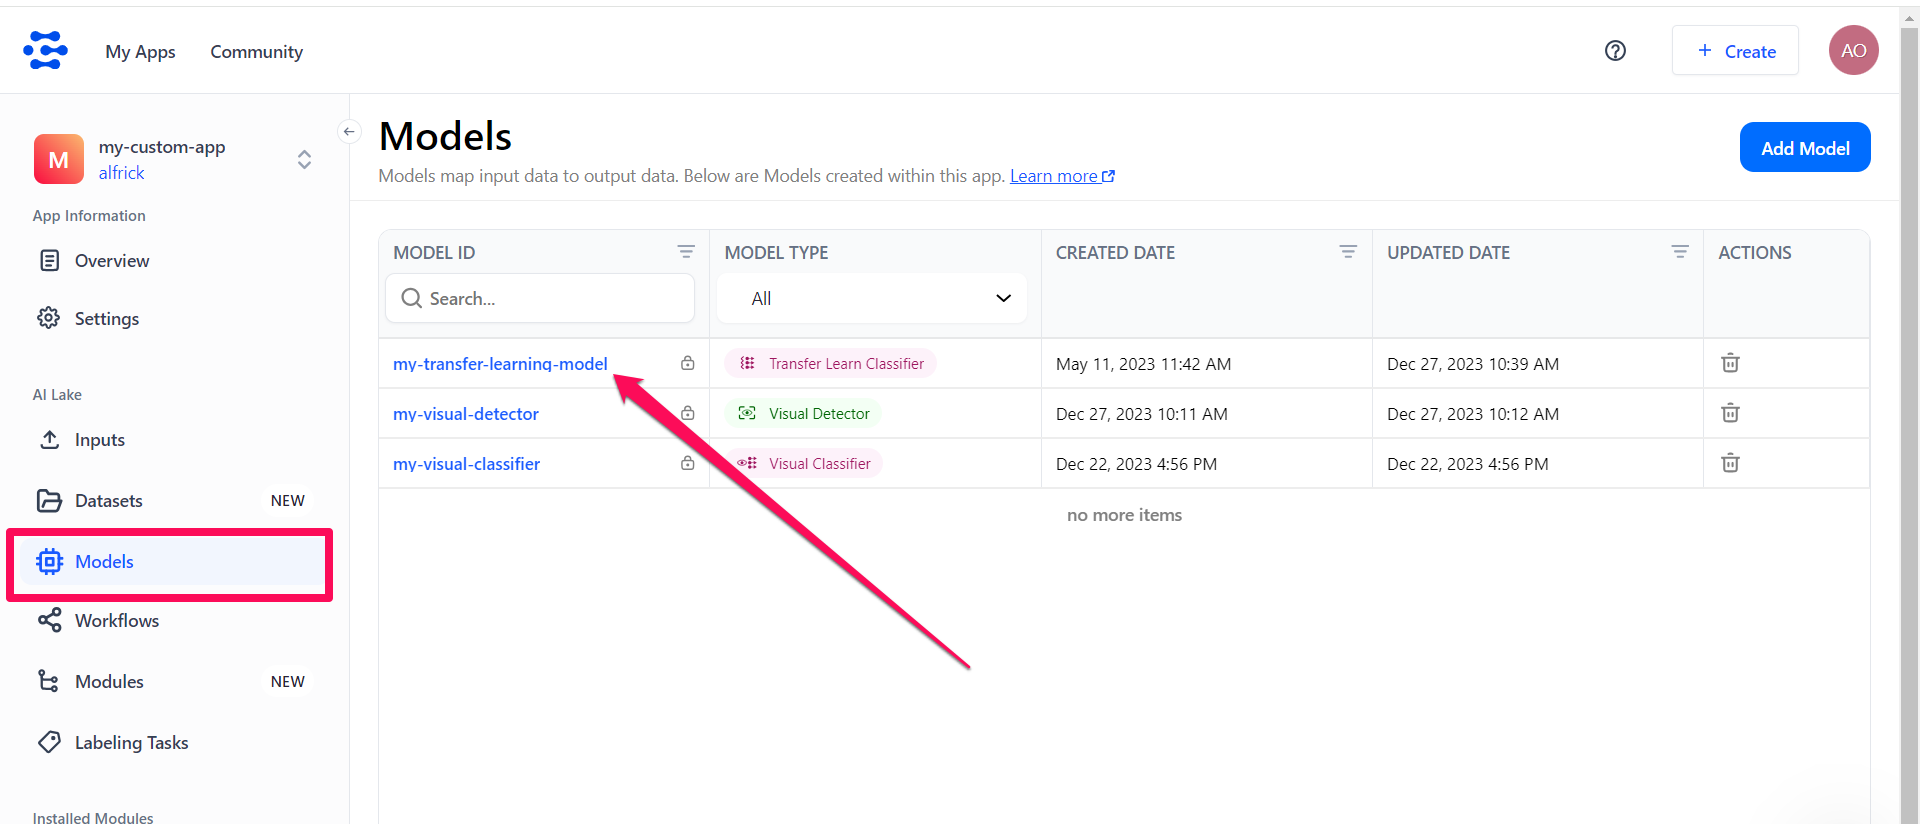 My Apps
Community
+ Create
AO
M
my-custom-app
alfrick
App Information
Overview
Settings
AI Lake
Inputs
Datasets NEW
Models
Workflows
Modules NEW
Labeling Tasks
Installed Modules
Models
Models map input data to output data. Below are Models created within this app. Learn more
Add Model
MODEL ID MODEL TYPE CREATED DATE UPDATED DATE ACTIONS
Search... All
my-transfer-learning-model Transfer Learn Classifier May 11, 2023 11:42 AM Dec 27, 2023 10:39 AM
my-visual-detector Visual Detector Dec 27, 2023 10:11 AM Dec 27, 2023 10:12 AM
my-visual-classifier Visual Classifier Dec 22, 2023 4:56 PM Dec 22, 2023 4:56 PM
no more items